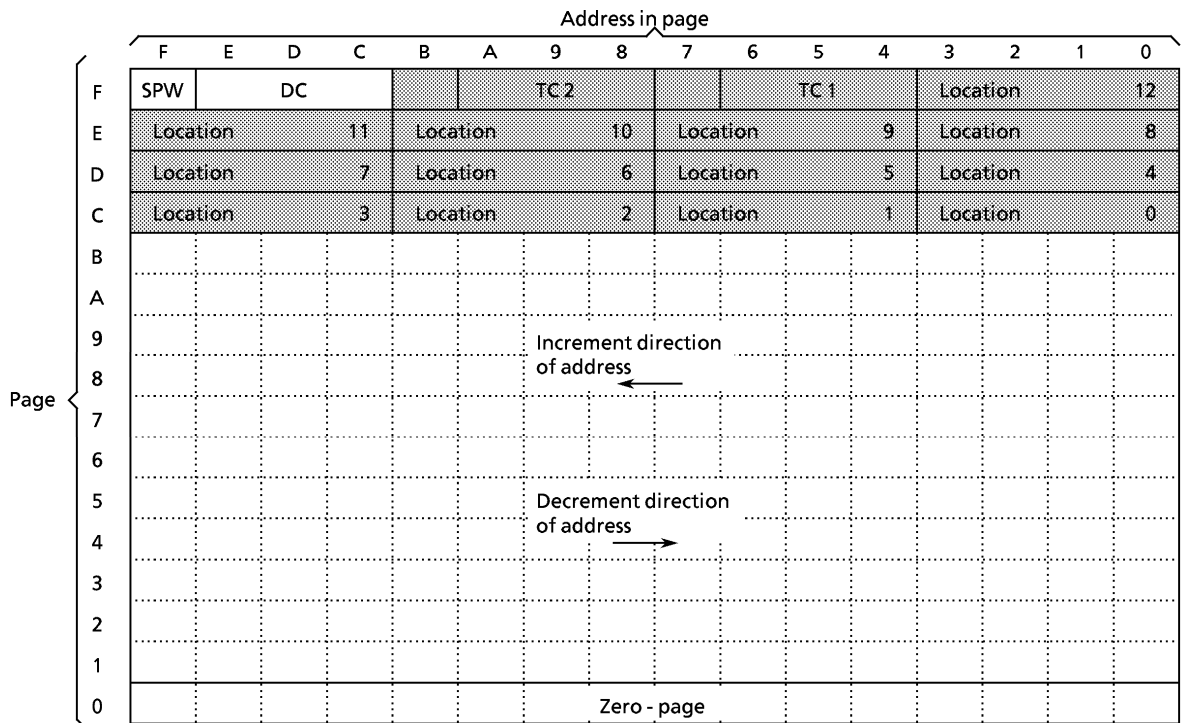 Address in page
F E D C B A 9 8 7 6 5 4 3 2 1 0
F SPW DC TC 2 TC 1 Location 12
E Location 11 Location 10 Location 9 Location 8
D Location 7 Location 6 Location 5 Location 4
C Location 3 Location 2 Location 1 Location 0
B
A
9 Increment direction
of address
8
Page
7
6
5 Decrement direction
of address
4
3
2
1
0 Zero - page